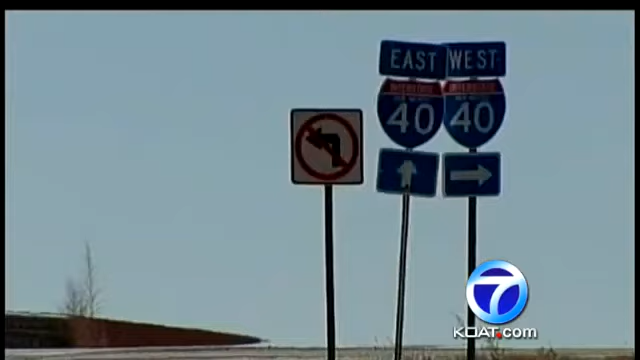 EAST WEST
INTERSTATE INTERSTATE
40 40
7
KOAT.com